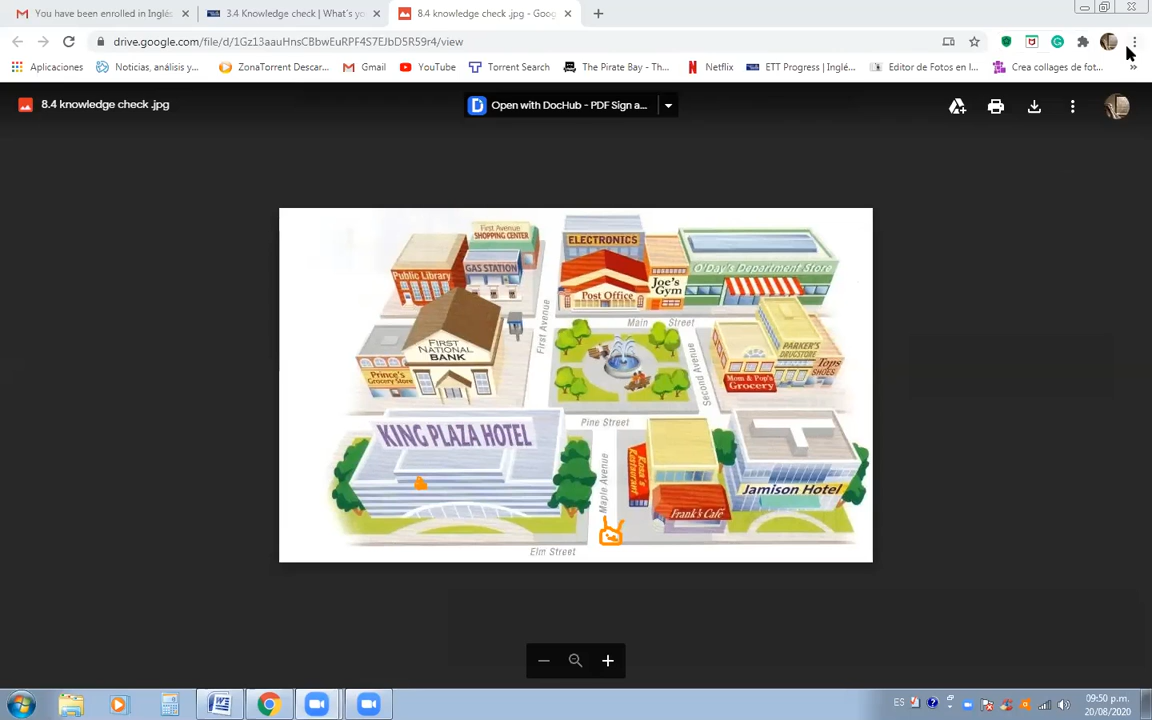 You have been enrolled in Inglés
3.4 Knowledge check | What's yo
8.4 knowledge check .jpg - Goog
drive.google.com/file/d/1Gz13aauHnsCBbwEuRPF4S7EJbD5R59r4/view
Aplicaciones
Noticias, análisis y...
ZonaTorrent Descar...
Gmail
YouTube
Torrent Search
The Pirate Bay - Th...
Netflix
ETT Progress | Inglé...
Editor de Fotos en l...
Crea collages de fot...
8.4 knowledge check .jpg
Open with DocHub - PDF Sign a...
First Avenue
SHOPPING CENTER
ELECTRONICS
Public Library
GAS STATION
Post Office
Joe's
Gym
O'Day's Department Store
First Avenue
Main Street
FIRST
NATIONAL
BANK
Prince's
Grocery Store
Second Avenue
PARKER'S
DRUGSTORE
Mom & Pop's
Grocery
Tops
SHOES
Pine Street
KING PLAZA HOTEL
Maple Avenue
Restaurant
Frank's Café
Jamison Hotel
Elm Street
ES
09:50 p.m.
20/08/2020